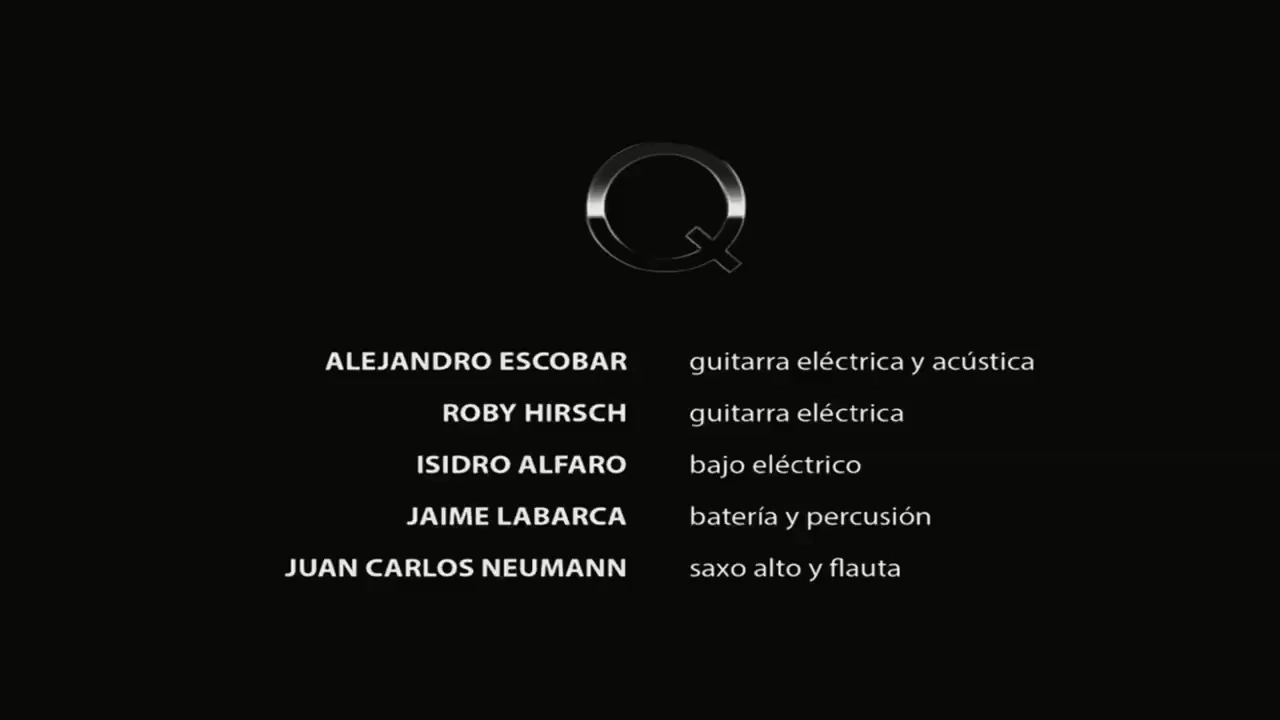 Q
ALEJANDRO ESCOBAR guitarra eléctrica y acústica
ROBY HIRSCH guitarra eléctrica
ISIDRO ALFARO bajo eléctrico
JAIME LABARCA batería y percusión
JUAN CARLOS NEUMANN saxo alto y flauta